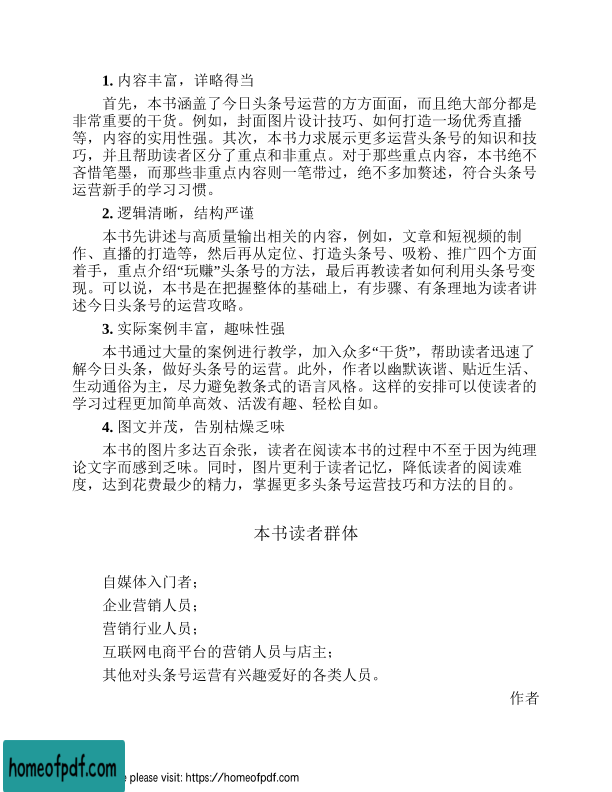 1. 内容丰富，详略得当
首先，本书涵盖了今日头条号运营的方方面面，而且绝大部分都是
非常重要的干货。例如，封面图片设计技巧、如何打造一场优秀直播
等，内容的实用性强。其次，本书力求展示更多运营头条号的知识和技
巧，并且帮助读者区分了重点和非重点。对于那些重点内容，本书绝不
吝惜笔墨，而那些非重点内容则一笔带过，绝不多加赘述，符合头条号
运营新手的学习习惯。
2. 逻辑清晰，结构严谨
本书先讲述与高质量输出相关的内容，例如，文章和短视频的制
作、直播的打造等，然后再从定位、打造头条号、吸粉、推广四个方面
着手，重点介绍“玩赚”头条号的方法，最后再教读者如何利用头条号变
现。可以说，本书是在把握整体的基础上，有步骤、有条理地为读者讲
述今日头条号的运营攻略。
3. 实际案例丰富，趣味性强
本书通过大量的案例进行教学，加入众多“干货”，帮助读者迅速了
解今日头条，做好头条号的运营。此外，作者以幽默诙谐、贴近生活、
生动通俗为主，尽力避免教条式的语言风格。这样的安排可以使读者的
学习过程更加简单高效、活泼有趣、轻松自如。
4. 图文并茂，告别枯燥乏味
本书的图片多达百余张，读者在阅读本书的过程中不至于因为纯理
论文字而感到乏味。同时，图片更利于读者记忆，降低读者的阅读难
度，达到花费最少的精力，掌握更多头条号运营技巧和方法的目的。
本书读者群体
自媒体入门者；
企业营销人员；
营销行业人员；
互联网电商平台的营销人员与店主；
其他对头条号运营有兴趣爱好的各类人员。
作者
homeofpdf.com
e please visit: https://homeofpdf.com